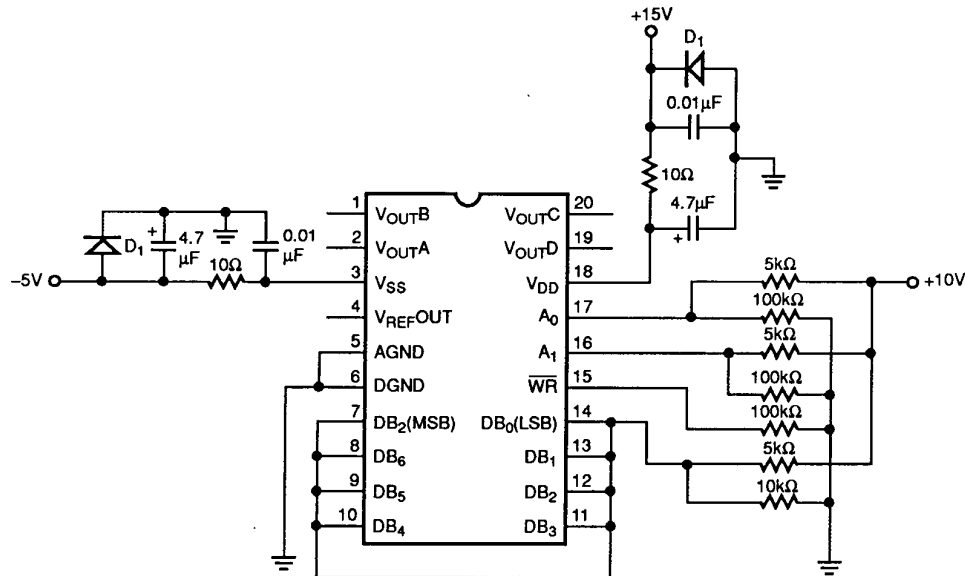 +15V
D1
0.01µF
10Ω
4.7µF
+
1 VOUTB
VOUTC 20
2 VOUTA
VOUTD 19
3 VSS
VDD 18
4 VREFOUT
A0 17
5 AGND
A1 16
6 DGND
WR 15
7 DB2(MSB)
DB0(LSB) 14
8 DB6
DB1 13
9 DB5
DB2 12
10 DB4
DB3 11
–5V
D1
+
4.7
µF
10Ω
0.01
µF
5kΩ
+10V
100kΩ
5kΩ
100kΩ
100kΩ
5kΩ
10kΩ